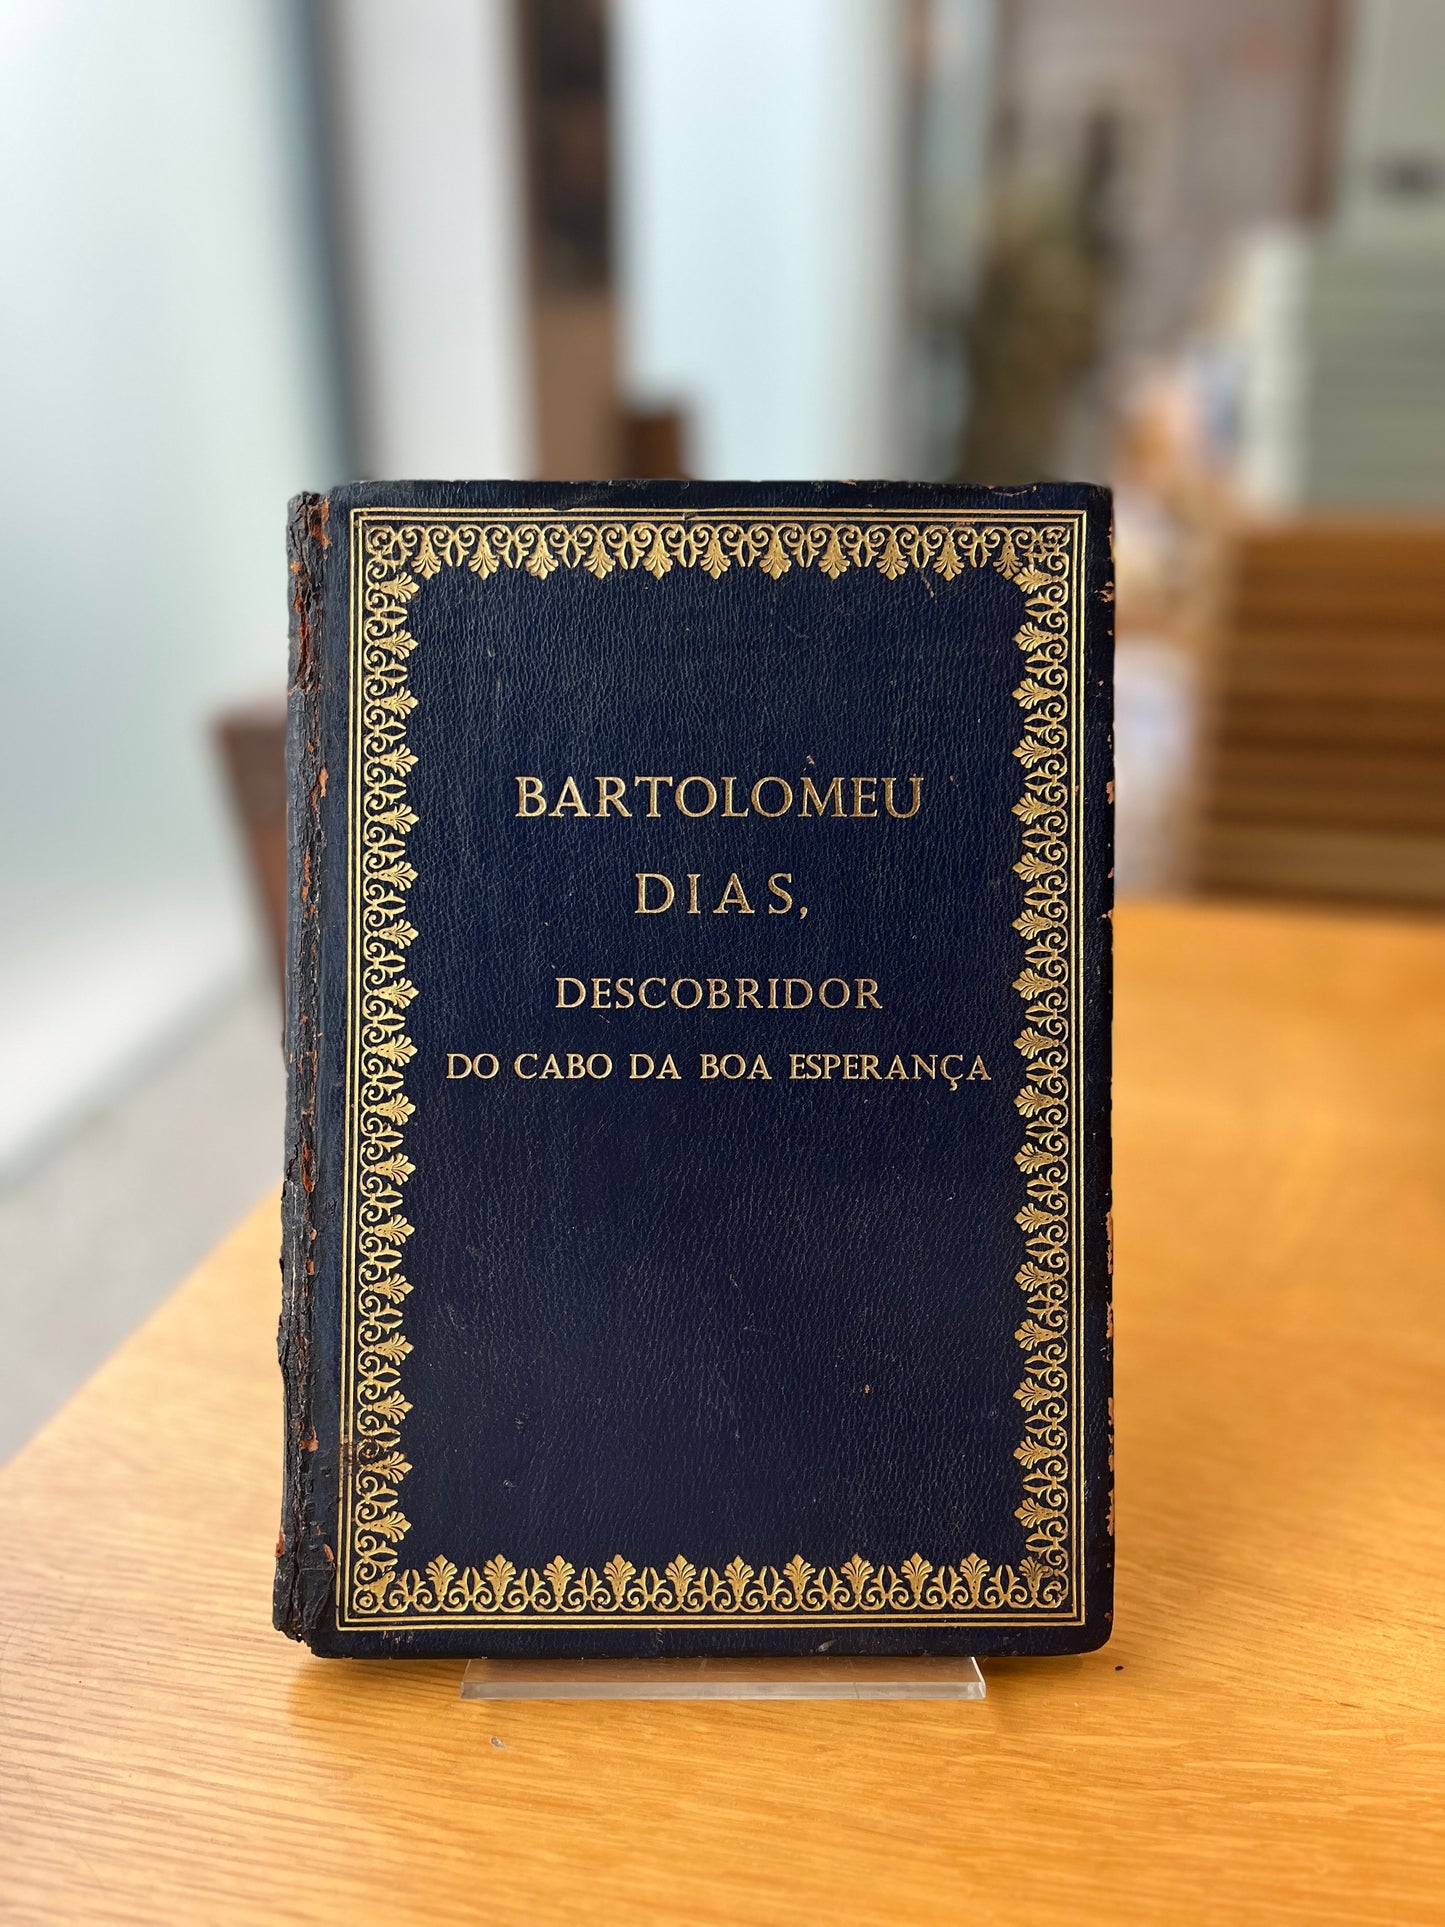 BARTOLOMEU
DIAS,
DESCOBRIDOR
DO CABO DA BOA ESPERANÇA